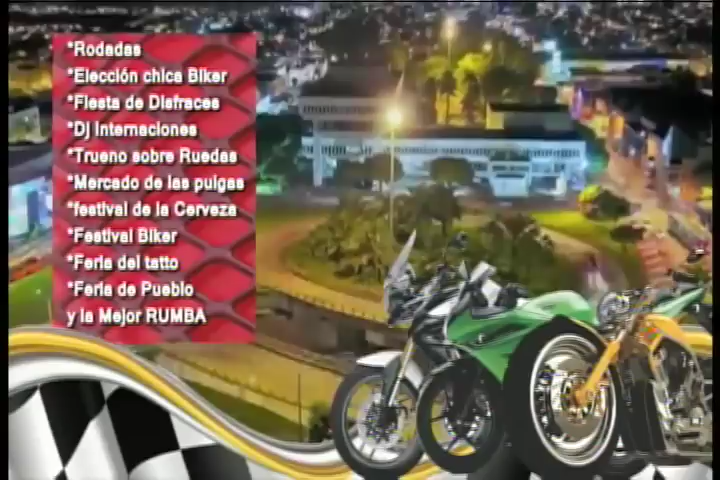 *Rodadas
*Elección chica Biker
*Fiesta de Disfraces
*Dj Internaciones
*Trueno sobre Ruedas
*Mercado de las pulgas
*festival de la Cerveza
*Festival Biker
*Feria del tatto
*Feria de Pueblo
y la Mejor RUMBA